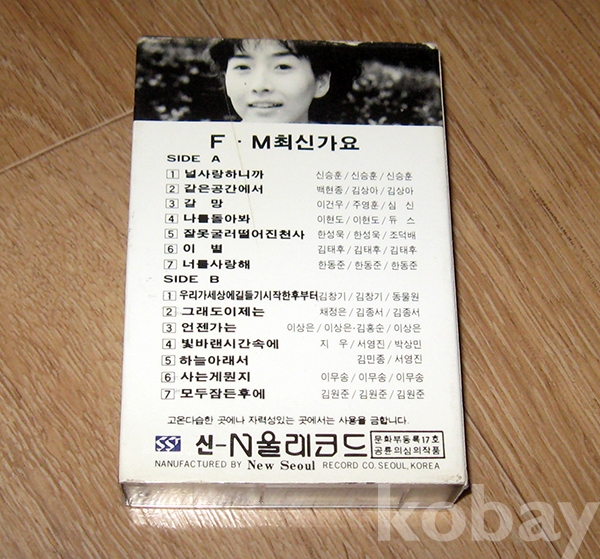 F·M최신가요
SIDE A
1 널사랑하니까 신승훈/신승훈/신승훈
2 같은공간에서 백현종/김상아/김상아
3 갈 망 이건우/주영훈/심 신
4 나를돌아봐 이현도/이현도/듀 스
5 잘못굴러떨어진천사 한성욱/한성욱/조덕배
6 이 별 김태후/김태후/김태후
7 너를사랑해 한동준/한동준/한동준
SIDE B
1 우리가세상에길들기시작한후부터 김창기/김창기/동물원
2 그래도이제는 채정은/김종서/김종서
3 언젠가는 이상은/이상은·김홍순/이상은
4 빛바랜시간속에 지 우/서영진/박상민
5 하늘아래서 김민종/서영진
6 사는게뭔지 이무송/이무송/이무송
7 모두잠든후에 김원준/김원준/김원준
고온다습한 곳에나 자력성있는 곳에서는 사용을 금합니다.
SSI 신-N울레코드 문화부등록17호
공륜의심의작품
NANUFACTURED BY New Seoul RECORD CO. SEOUL, KOREA
kobay